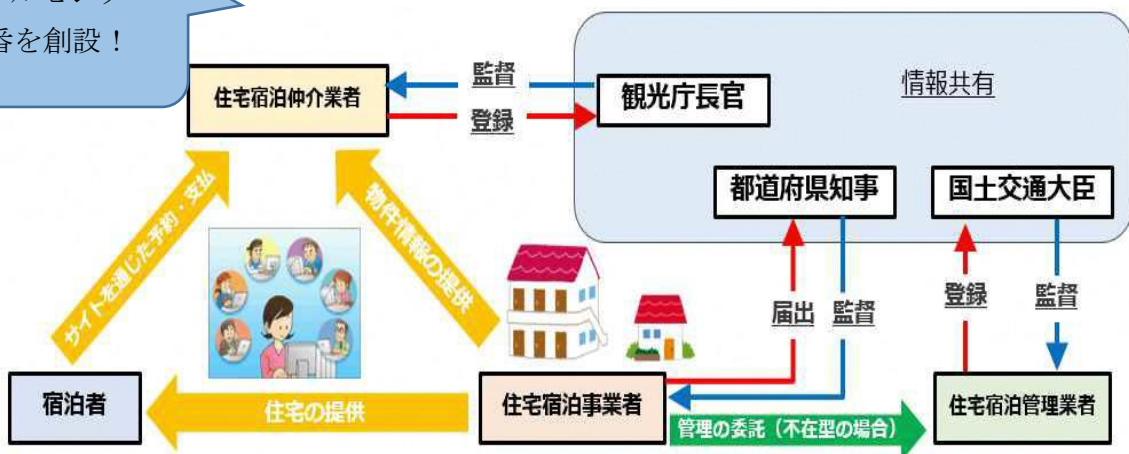 番を創設！
住宅宿泊仲介業者
監督
登録
観光庁長官
情報共有
都道府県知事
国土交通大臣
サイトを通じた予約・支払
物件情報の提供
届出
監督
登録
監督
宿泊者
住宅の提供
住宅宿泊事業者
管理の委託（不在型の場合）
住宅宿泊管理業者